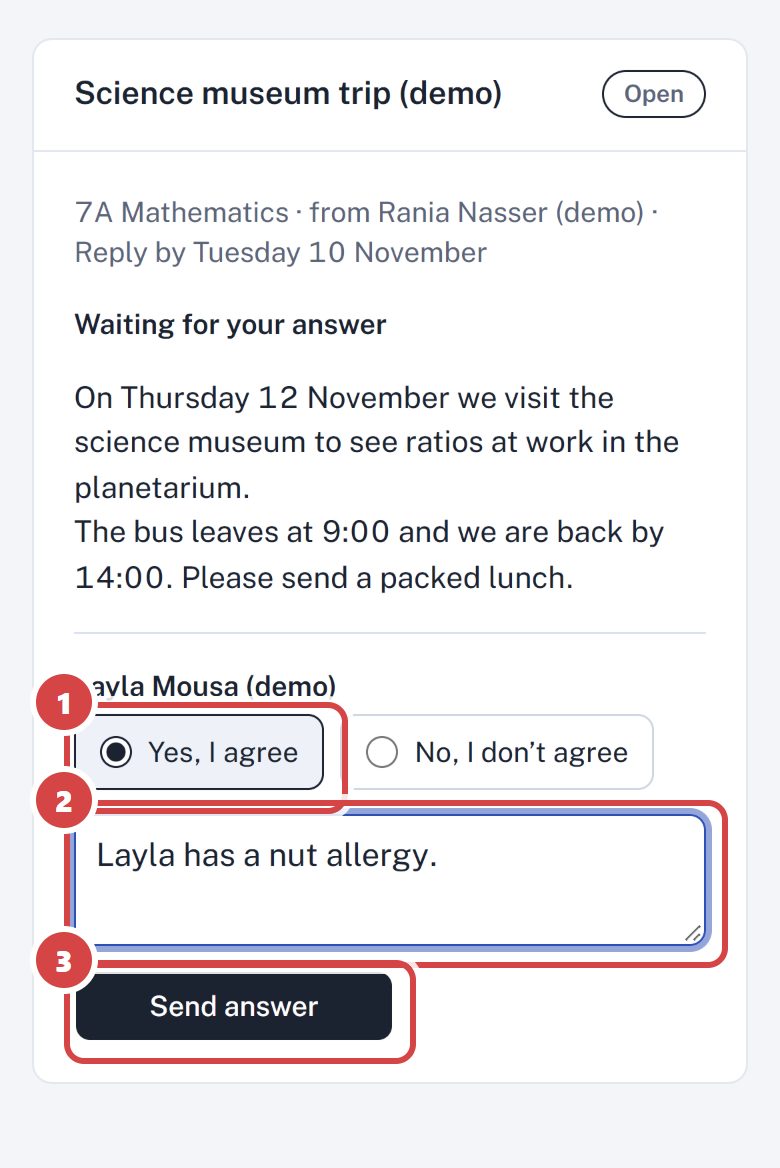 Science museum trip (demo)
Open
7A Mathematics · from Rania Nasser (demo) ·
Reply by Tuesday 10 November
Waiting for your answer
On Thursday 12 November we visit the
science museum to see ratios at work in the
planetarium.
The bus leaves at 9:00 and we are back by
14:00. Please send a packed lunch.
ayla Mousa (demo)
1
Yes, I agree
No, I don’t agree
2
Layla has a nut allergy.
3
Send answer